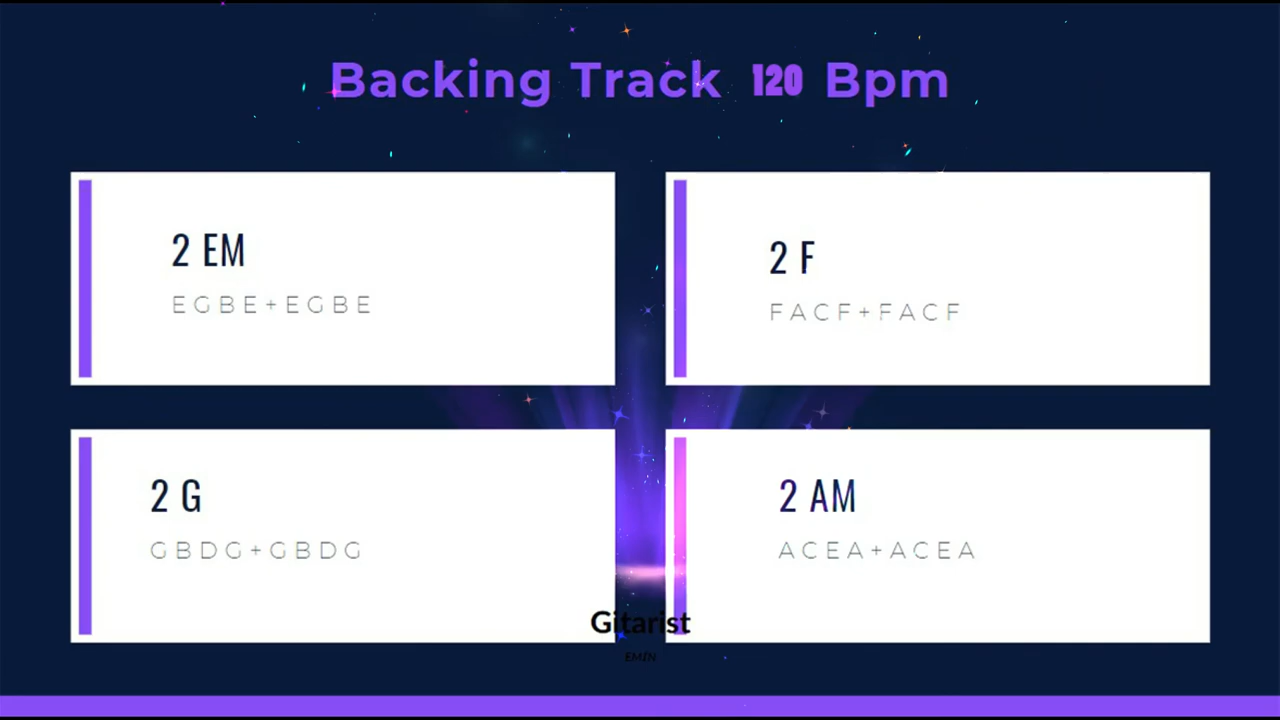 Backing Track 120 Bpm
2 EM
EGBE+EGBE
2 F
FACF+FACF
2 G
GBDG+GBDG
2 AM
ACEA+ACEA
Gitarist
EMİN